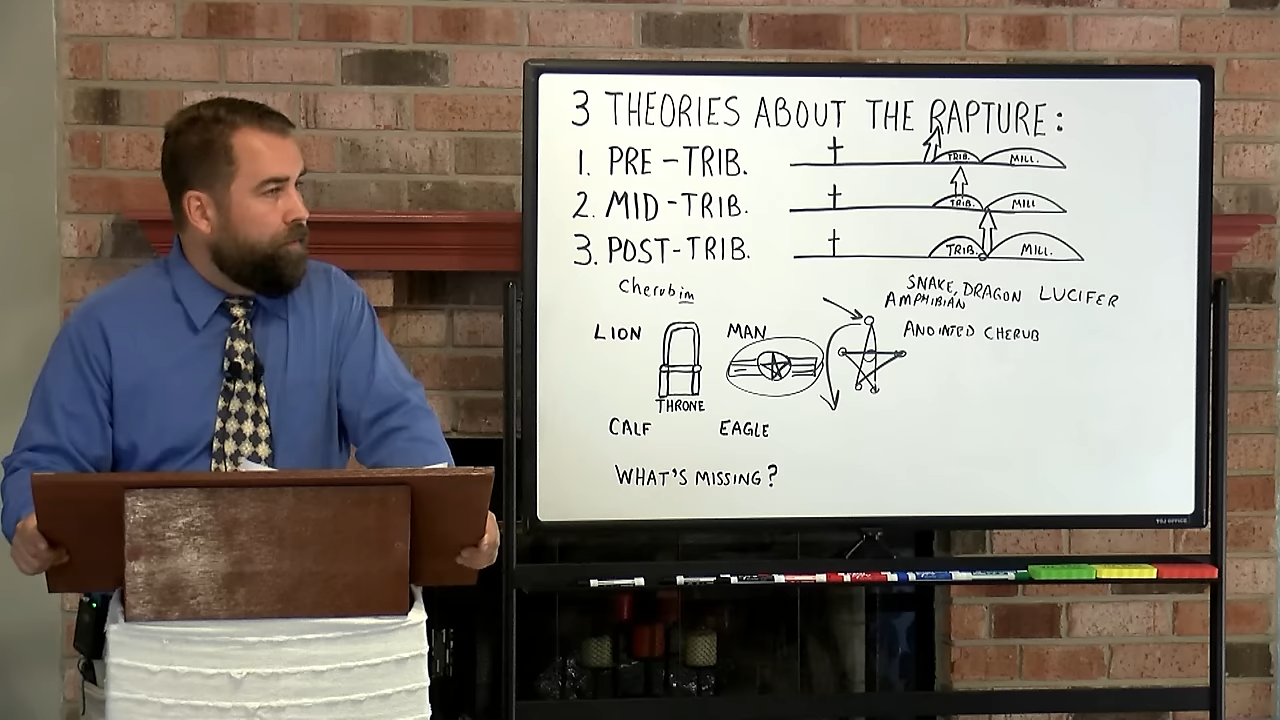 3 THEORIES ABOUT THE RAPTURE:
1. PRE-TRIB.
TRIB. MILL.
2. MID-TRIB.
TRIB. MILL
3. POST-TRIB.
TRIB. MILL.
Cherubim
SNAKE, DRAGON LUCIFER
AMPHIBIAN
LION MAN ANOINTED CHERUB
THRONE
CALF EAGLE
WHAT'S MISSING?